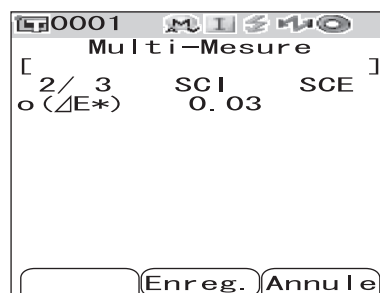 0001 M I
Multi-Mesure
[ ]
2/ 3 SCI SCE
σ(⊿E*) 0.03
Enreg. Annule